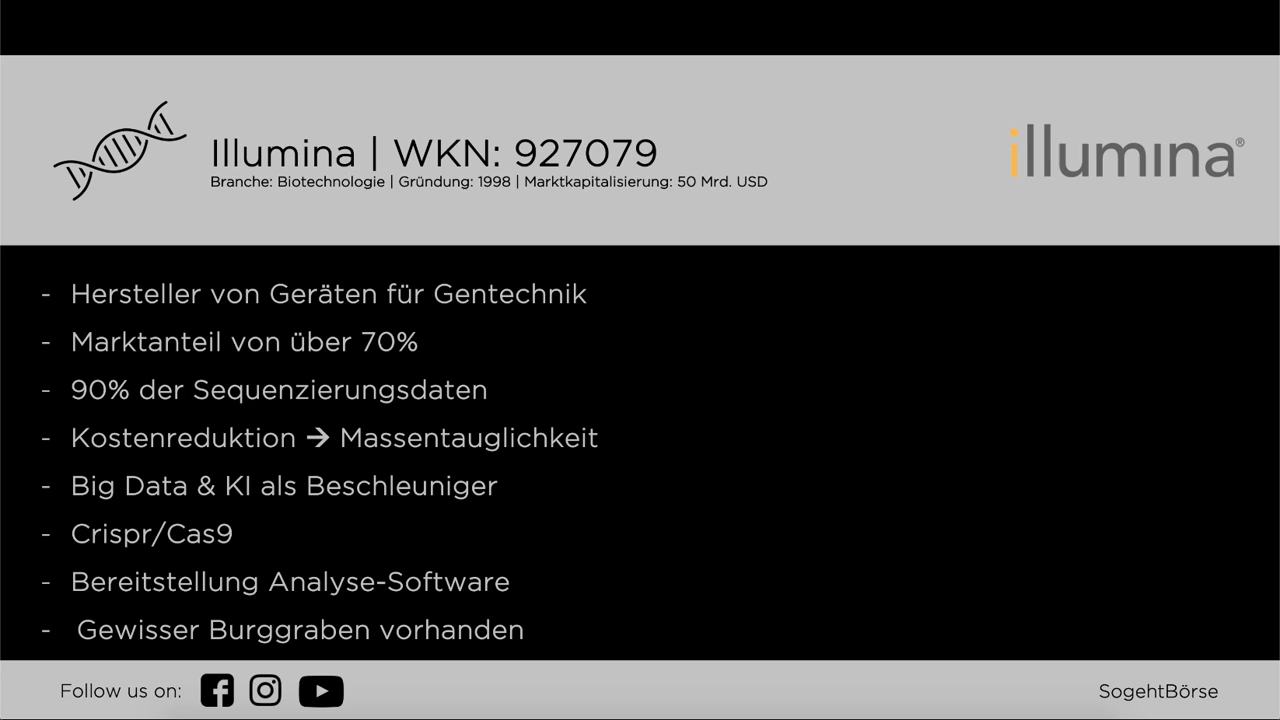 Illumina | WKN: 927079
Branche: Biotechnologie | Gründung: 1998 | Marktkapitalisierung: 50 Mrd. USD
illumina®
- Hersteller von Geräten für Gentechnik
- Marktanteil von über 70%
- 90% der Sequenzierungsdaten
- Kostenreduktion → Massentauglichkeit
- Big Data & KI als Beschleuniger
- Crispr/Cas9
- Bereitstellung Analyse-Software
- Gewisser Burggraben vorhanden
Follow us on:
SogehtBörse